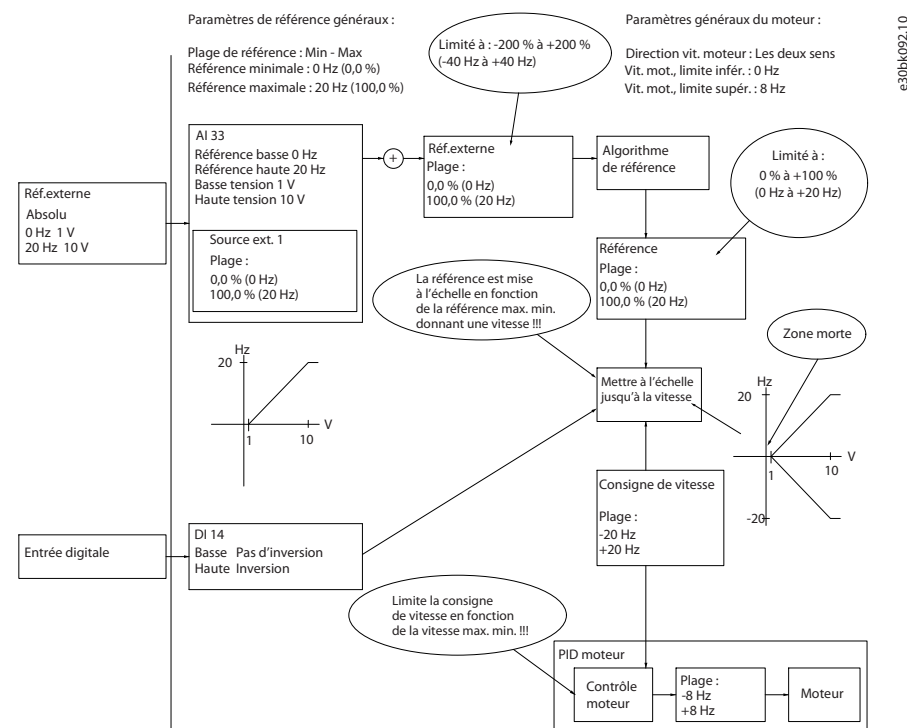 Paramètres de référence généraux :
Plage de référence : Min - Max
Référence minimale : 0 Hz (0,0 %)
Référence maximale : 20 Hz (100,0 %)
Limité à : -200 % à +200 %
(-40 Hz à +40 Hz)
Paramètres généraux du moteur :
Direction vit. moteur : Les deux sens
Vit. mot., limite infér. : 0 Hz
Vit. mot., limite supér. : 8 Hz
e30bk092.10
Réf.externe
Absolu
0 Hz 1 V
20 Hz 10 V
AI 33
Référence basse 0 Hz
Référence haute 20 Hz
Basse tension 1 V
Haute tension 10 V
Source ext. 1
Plage :
0,0 % (0 Hz)
100,0 % (20 Hz)
+
Réf.externe
Plage :
0,0 % (0 Hz)
100,0 % (20 Hz)
Algorithme
de référence
Limité à :
0 % à +100 %
(0 Hz à +20 Hz)
Référence
Plage :
0,0 % (0 Hz)
100,0 % (20 Hz)
La référence est mise
à l'échelle en fonction
de la référence max. min.
donnant une vitesse !!!
Zone morte
Hz
20
V
1
10
Mettre à l'échelle
jusqu'à la vitesse
Hz
20
V
1
10
-20
Consigne de vitesse
Plage :
-20 Hz
+20 Hz
Entrée digitale
DI 14
Basse Pas d'inversion
Haute Inversion
Limite la consigne
de vitesse en fonction
de la vitesse max. min. !!!
PID moteur
Contrôle
moteur
Plage :
-8 Hz
+8 Hz
Moteur